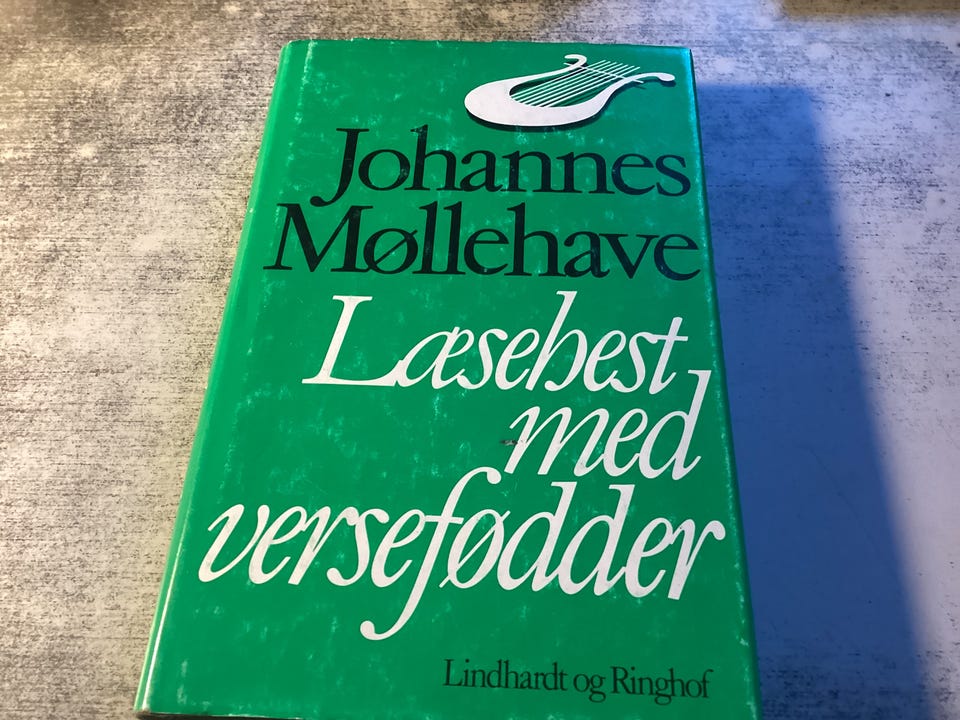 Johannes
Møllehave
Læsehest
med
versefødder
Lindhardt og Ringhof